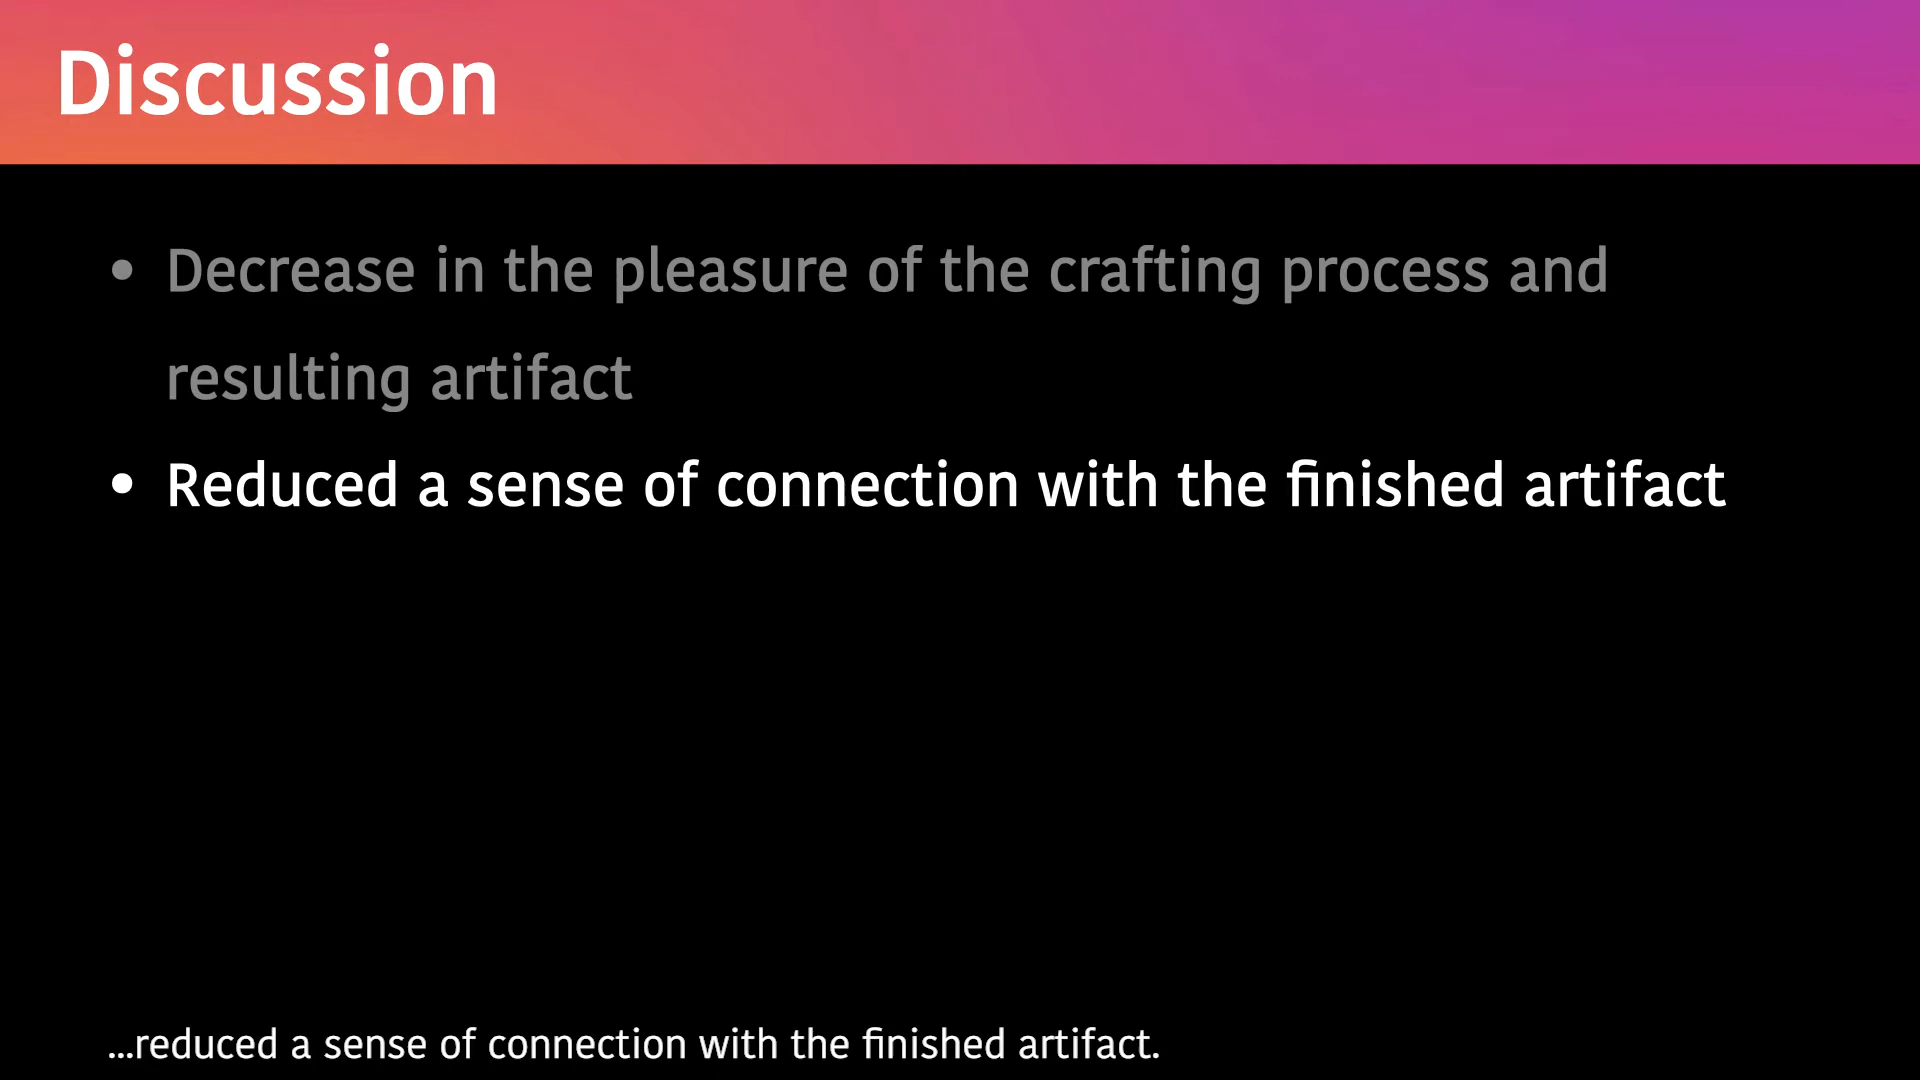 Discussion
• Decrease in the pleasure of the crafting process and
resulting artifact
• Reduced a sense of connection with the finished artifact
...reduced a sense of connection with the finished artifact.